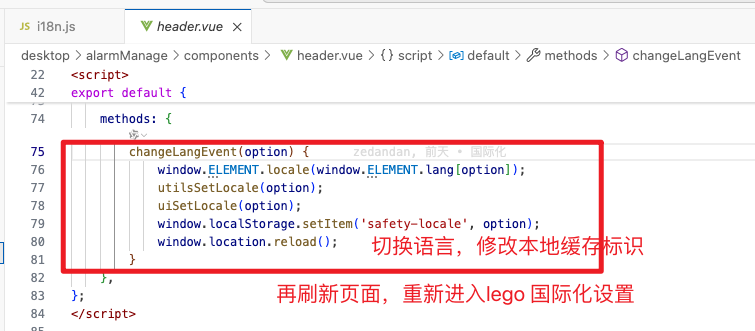 JS i18n.js
header.vue ×
desktop > alarmManage > components > header.vue > {} script > default > methods > changeLangEvent
22 <script>
42 export default {
74 methods: {
75 changeLangEvent(option) { zedandan, 前天 • 国际化
76 window.ELEMENT.locale(window.ELEMENT.lang[option]);
77 utilsSetLocale(option);
78 uiSetLocale(option);
79 window.localStorage.setItem('safety-locale', option);
80 window.location.reload();
切换语言，修改本地缓存标识
81 }
82 },
再刷新页面，重新进入lego 国际化设置
83 };
84 </script>